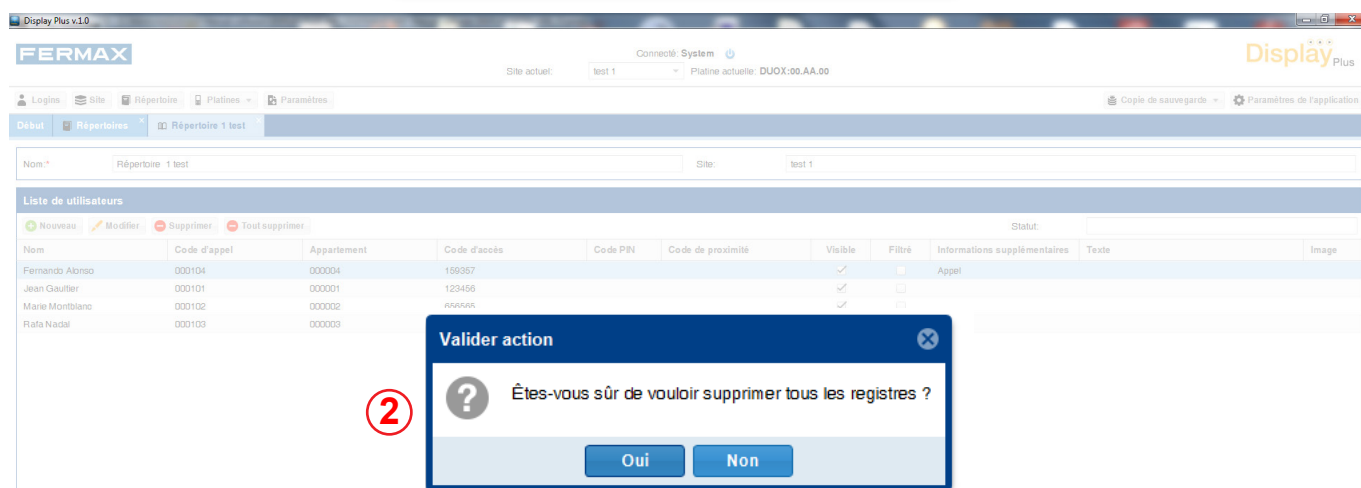 Display Plus v.1.0
FERMAX
Connecté: System
Display Plus
Site actuel: test 1 Platine actuelle: DUOX:00.AA.00
Logins Site Répertoire Platines Paramètres Copie de sauvegarde Paramètres de l'application
Début Répertoires Répertoire 1 test
Nom:* Répertoire 1 test Site: test 1
Liste de utilisateurs
Nouveau Modifier Supprimer Tout supprimer Statut:
Nom Code d'appel Appartement Code d'accès Code PIN Code de proximité Visible Filtré Informations supplémentaires Texte Image
Fernando Alonso 000104 000004 159357 Appel
Jean Gaultier 000101 000001 123456
Marie Montblanc 000102 000002 656565
Rafa Nadal 000103 000003
Valider action
2
Êtes-vous sûr de vouloir supprimer tous les registres ?
Oui Non